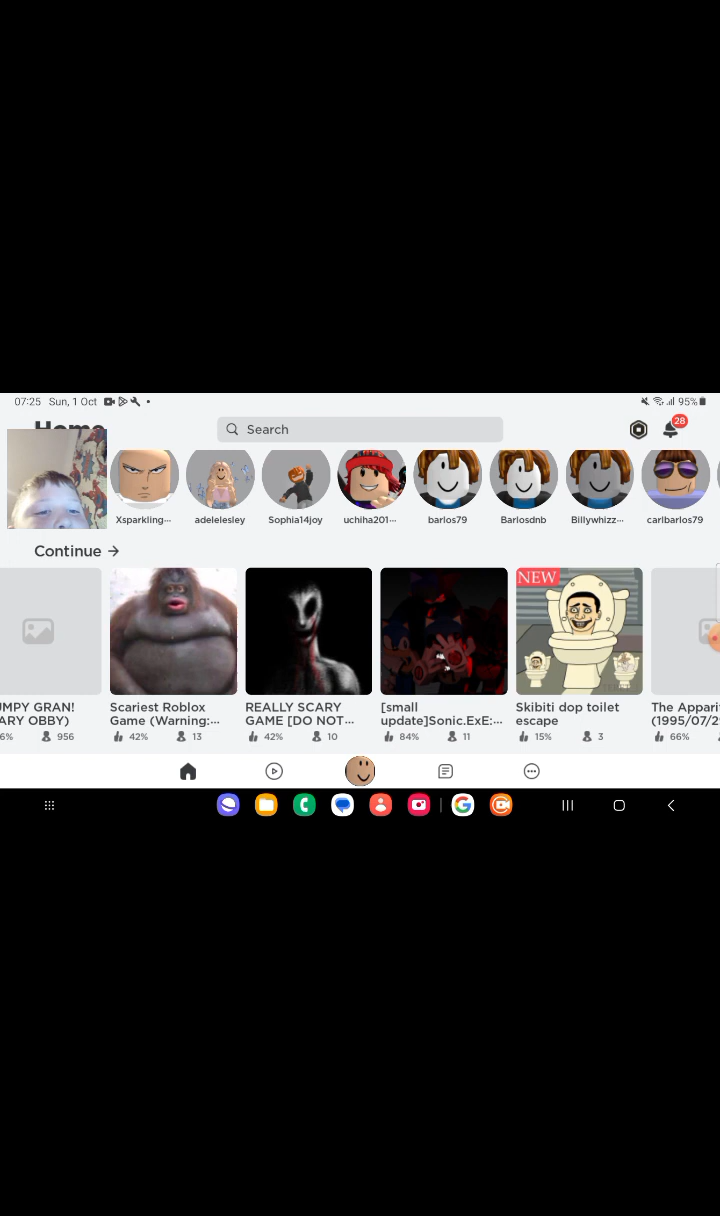 07:25 Sun, 1 Oct
95%
Home
Search
28
Xsparkling...
adelelesley
Sophia14joy
uchiha201...
barlos79
Barlosdnb
Billywhizz...
carlbarlos79
Continue →
NEW
UMPY GRAN!
ARY OBBY)
6% 956
Scariest Roblox
Game (Warning:...
42% 13
REALLY SCARY
GAME [DO NOT...
42% 10
[small
update]Sonic.ExE:...
84% 11
Skibiti dop toilet
escape
15% 3
The Apparit
(1995/07/2
66%